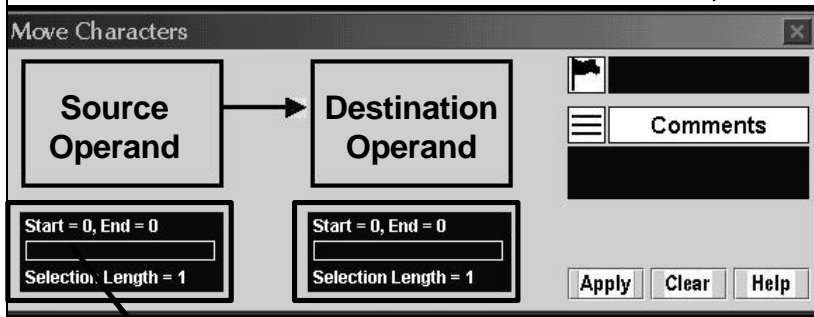 Move Characters
Source
Operand
Destination
Operand
Comments
Start = 0, End = 0
Selection Length = 1
Start = 0, End = 0
Selection Length = 1
Apply
Clear
Help